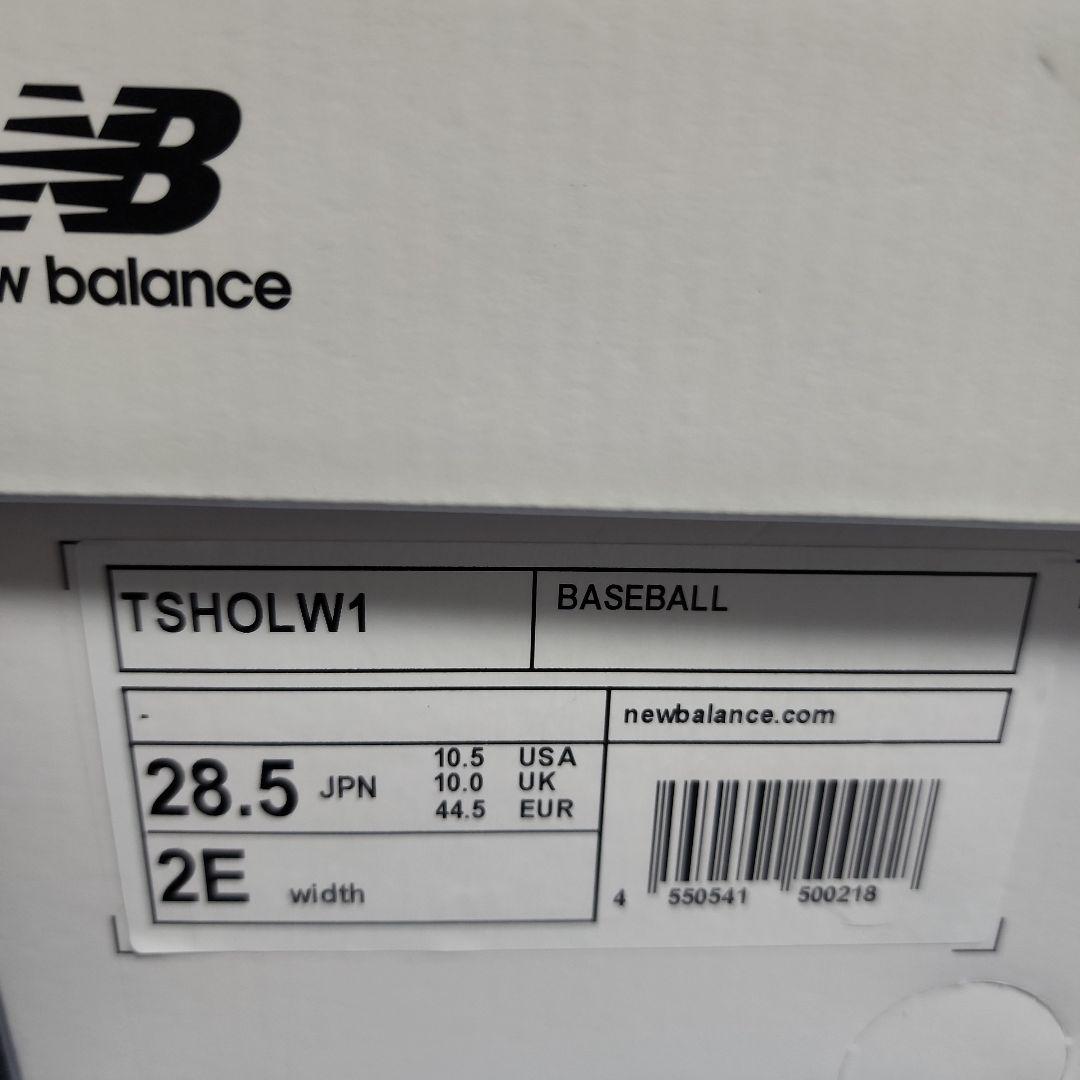 NB
w balance
TSHOLW1
BASEBALL
-
newbalance.com
28.5 JPN
10.5 USA
10.0 UK
44.5 EUR
2E width
4 550541 500218